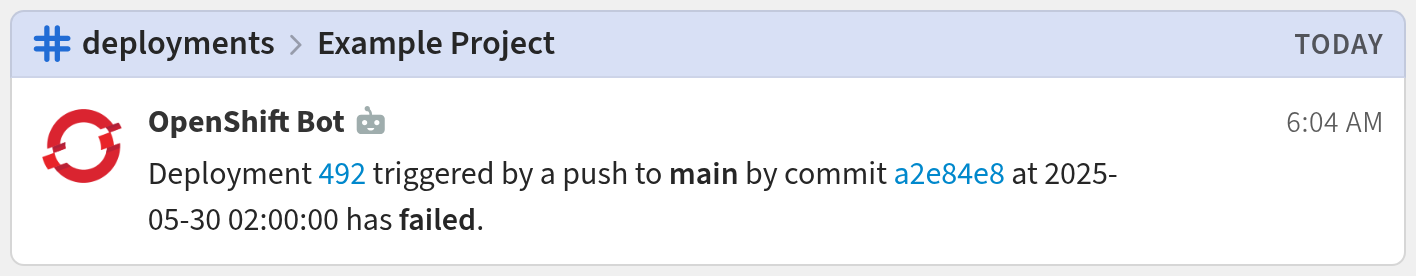 deployments > Example Project TODAY
OpenShift Bot 6:04 AM
Deployment 492 triggered by a push to main by commit a2e84e8 at 2025-
05-30 02:00:00 has failed.